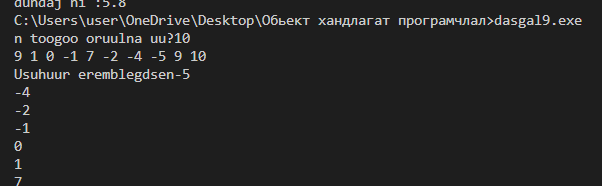 dundaj ni :5.8
C:\Users\user\OneDrive\Desktop\Обьект хандлагат програмчлал>dasgal9.exe
n toogoo oruulna uu?10
9 1 0 -1 7 -2 -4 -5 9 10
Usuhuur eremblegdsen-5
-4
-2
-1
0
1
7